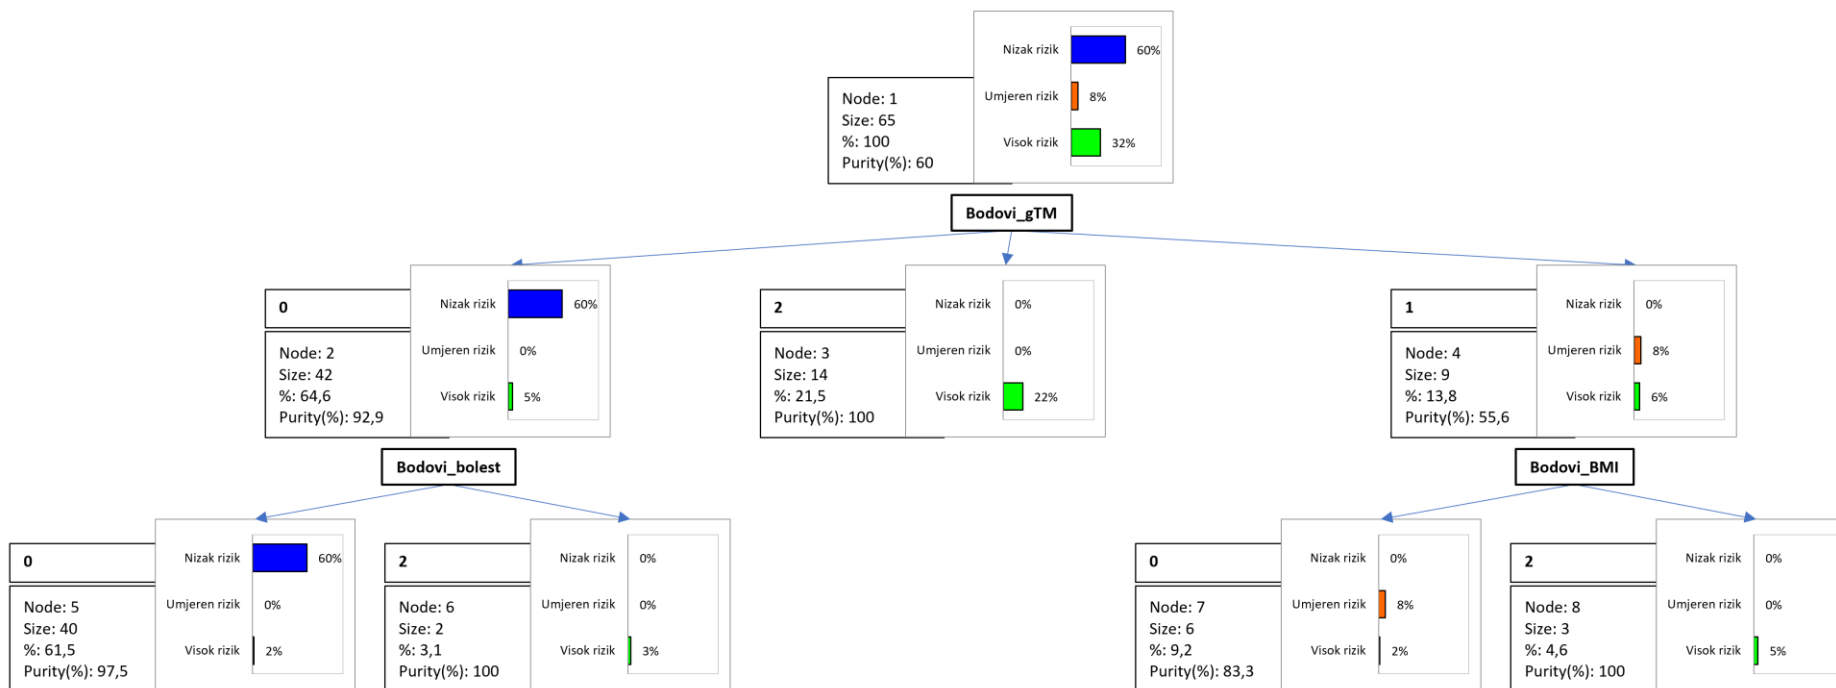 Nizak rizik 60%
Umjeren rizik 8%
Visok rizik 32%
Node: 1
Size: 65
%: 100
Purity(%): 60
Bodovi_gTM
0
Nizak rizik 60%
Umjeren rizik 0%
Visok rizik 5%
Node: 2
Size: 42
%: 64,6
Purity(%): 92,9
2
Nizak rizik 0%
Umjeren rizik 0%
Visok rizik 22%
Node: 3
Size: 14
%: 21,5
Purity(%): 100
1
Nizak rizik 0%
Umjeren rizik 8%
Visok rizik 6%
Node: 4
Size: 9
%: 13,8
Purity(%): 55,6
Bodovi_bolest
Bodovi_BMI
0
Nizak rizik 60%
Umjeren rizik 0%
Visok rizik 2%
Node: 5
Size: 40
%: 61,5
Purity(%): 97,5
2
Nizak rizik 0%
Umjeren rizik 0%
Visok rizik 3%
Node: 6
Size: 2
%: 3,1
Purity(%): 100
0
Nizak rizik 0%
Umjeren rizik 8%
Visok rizik 2%
Node: 7
Size: 6
%: 9,2
Purity(%): 83,3
2
Nizak rizik 0%
Umjeren rizik 0%
Visok rizik 5%
Node: 8
Size: 3
%: 4,6
Purity(%): 100